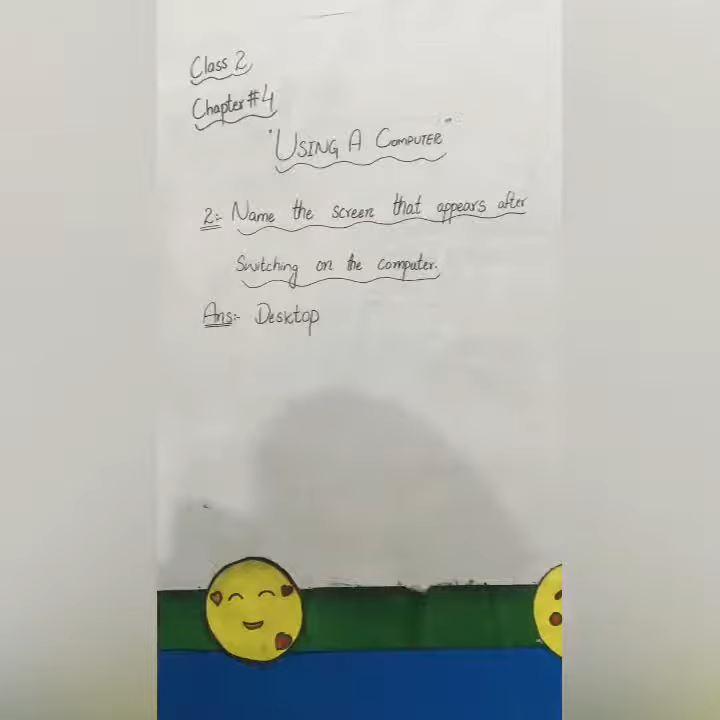 Class 2
Chapter #4
"USING A COMPUTER"
2:- Name the screen that appears after
Switching on the computer.
Ans:- Desktop